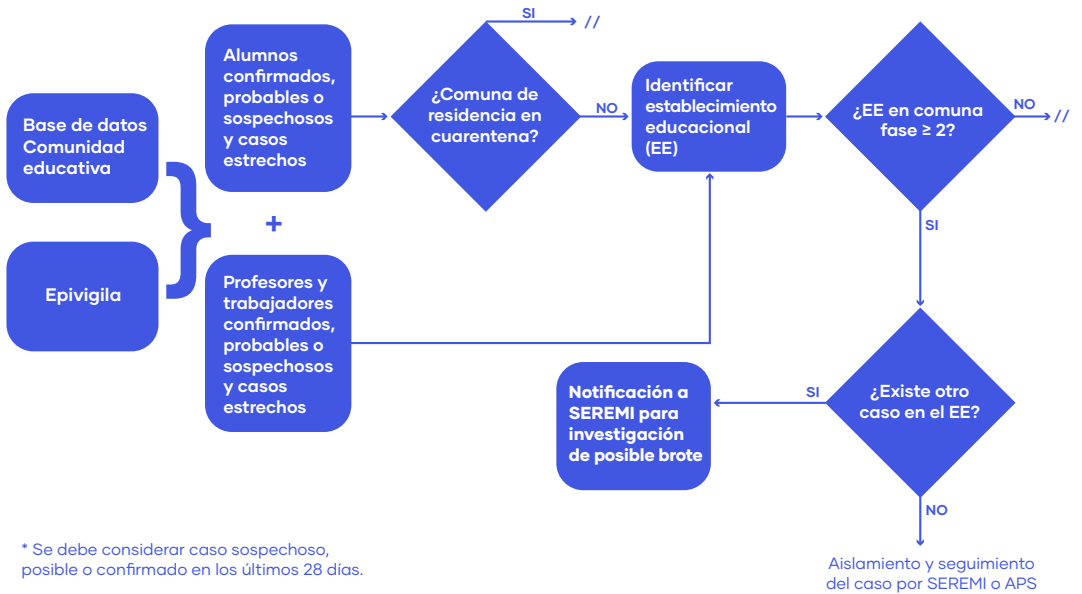 Base de datos
Comunidad
educativa
Epivigila
Alumnos
confirmados,
probables o
sospechosos
y casos
estrechos
+
Profesores y
trabajadores
confirmados,
probables o
sospechosos
y casos
estrechos
¿Comuna de
residencia en
cuarentena?
SI
//
NO
Identificar
establecimiento
educacional
(EE)
¿EE en comuna
fase ≥ 2?
NO
//
SI
¿Existe otro
caso en el EE?
SI
Notificación a
SEREMI para
investigación
de posible brote
NO
Aislamiento y seguimiento
del caso por SEREMI o APS
* Se debe considerar caso sospechoso,
posible o confirmado en los últimos 28 días.